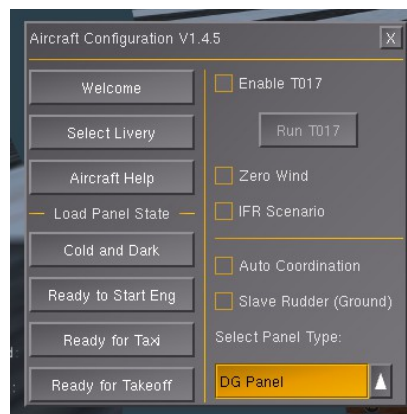 Aircraft Configuration V1.4.5 X
Welcome
Select Livery
Aircraft Help
Load Panel State
Cold and Dark
Ready to Start Eng
Ready for Taxi
Ready for Takeoff
Enable T017
Run T017
Zero Wind
IFR Scenario
Auto Coordination
Slave Rudder (Ground)
Select Panel Type:
DG Panel